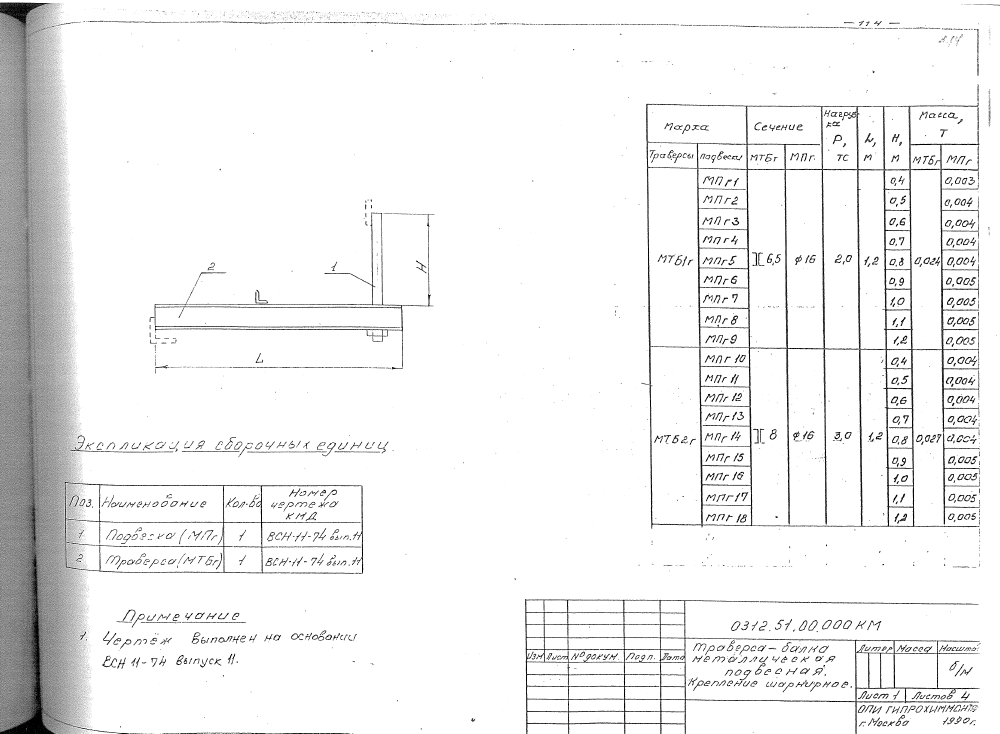 — 114 —
Марка Сечение Нагруз- Масса,
ка P, L, H, Т
Траверсы подвески МТБг МПг. тс м м МТБг МПг
МПг1 0,4 0,003
МПг2 0,5 0,004
МПг3 0,6 0,004
МПг4 0,7 0,004
МТБ1г МПг5 ][ 6,5 ф16 2,0 1,2 0,8 0,024 0,004
МПг6 0,9 0,005
МПг7 1,0 0,005
МПг8 1,1 0,005
МПг9 1,2 0,005
МПг10 0,4 0,004
МПг11 0,5 0,004
МПг12 0,6 0,004
МПг13 0,7 0,004
МТБ2г МПг14 ][ 8 ф16 3,0 1,2 0,8 0,027 0,004
МПг15 0,9 0,005
МПг16 1,0 0,005
МПг17 1,1 0,005
МПг18 1,2 0,005
2
1
H
L
Экспликация сборочных единиц.
Поз. Наименование Кол-во Номер чертежа КМД
1. Подвеска (МПг) 1 ВСН-11-74 вып.11
2. Траверса (МТБг) 1 ВСН-11-74 вып.11
Примечание
1. Чертёж выполнен на основании
ВСН 11-74 выпуск 11.
0312.51.00.000 КМ
Изм Лист № докум. Подп. Дата
Траверса-балка
металлическая
подвесная.
Крепление шарнирное.
Литер Масса Масштаб
б/м
Лист 1 Листов 4
ОПИ ГИПРОХИММОНТАЖ
г. Москва 1990г.